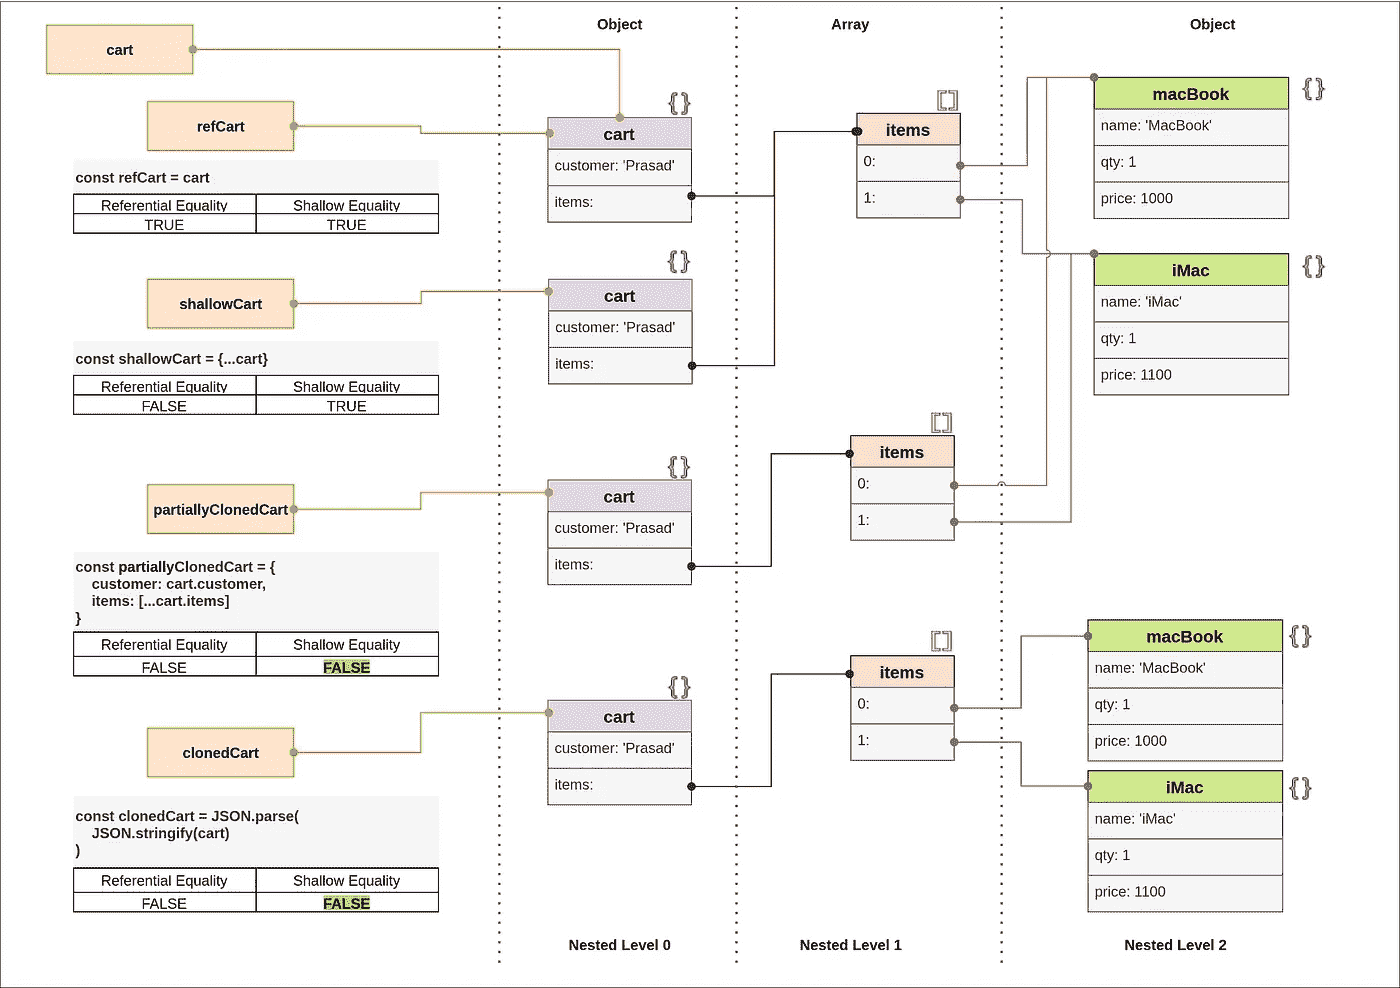 Object
Array
Object
cart
refCart
const refCart = cart
Referential Equality Shallow Equality
TRUE TRUE
shallowCart
const shallowCart = {...cart}
Referential Equality Shallow Equality
FALSE TRUE
partiallyClonedCart
const partiallyClonedCart = {
customer: cart.customer,
items: [...cart.items]
}
Referential Equality Shallow Equality
FALSE FALSE
clonedCart
const clonedCart = JSON.parse(
JSON.stringify(cart)
)
Referential Equality Shallow Equality
FALSE FALSE
{}
cart
customer: 'Prasad'
items:
{}
cart
customer: 'Prasad'
items:
{}
cart
customer: 'Prasad'
items:
{}
cart
customer: 'Prasad'
items:
[]
items
0:
1:
[]
items
0:
1:
[]
items
0:
1:
macBook {}
name: 'MacBook'
qty: 1
price: 1000
iMac {}
name: 'iMac'
qty: 1
price: 1100
macBook {}
name: 'MacBook'
qty: 1
price: 1000
iMac {}
name: 'iMac'
qty: 1
price: 1100
Nested Level 0
Nested Level 1
Nested Level 2